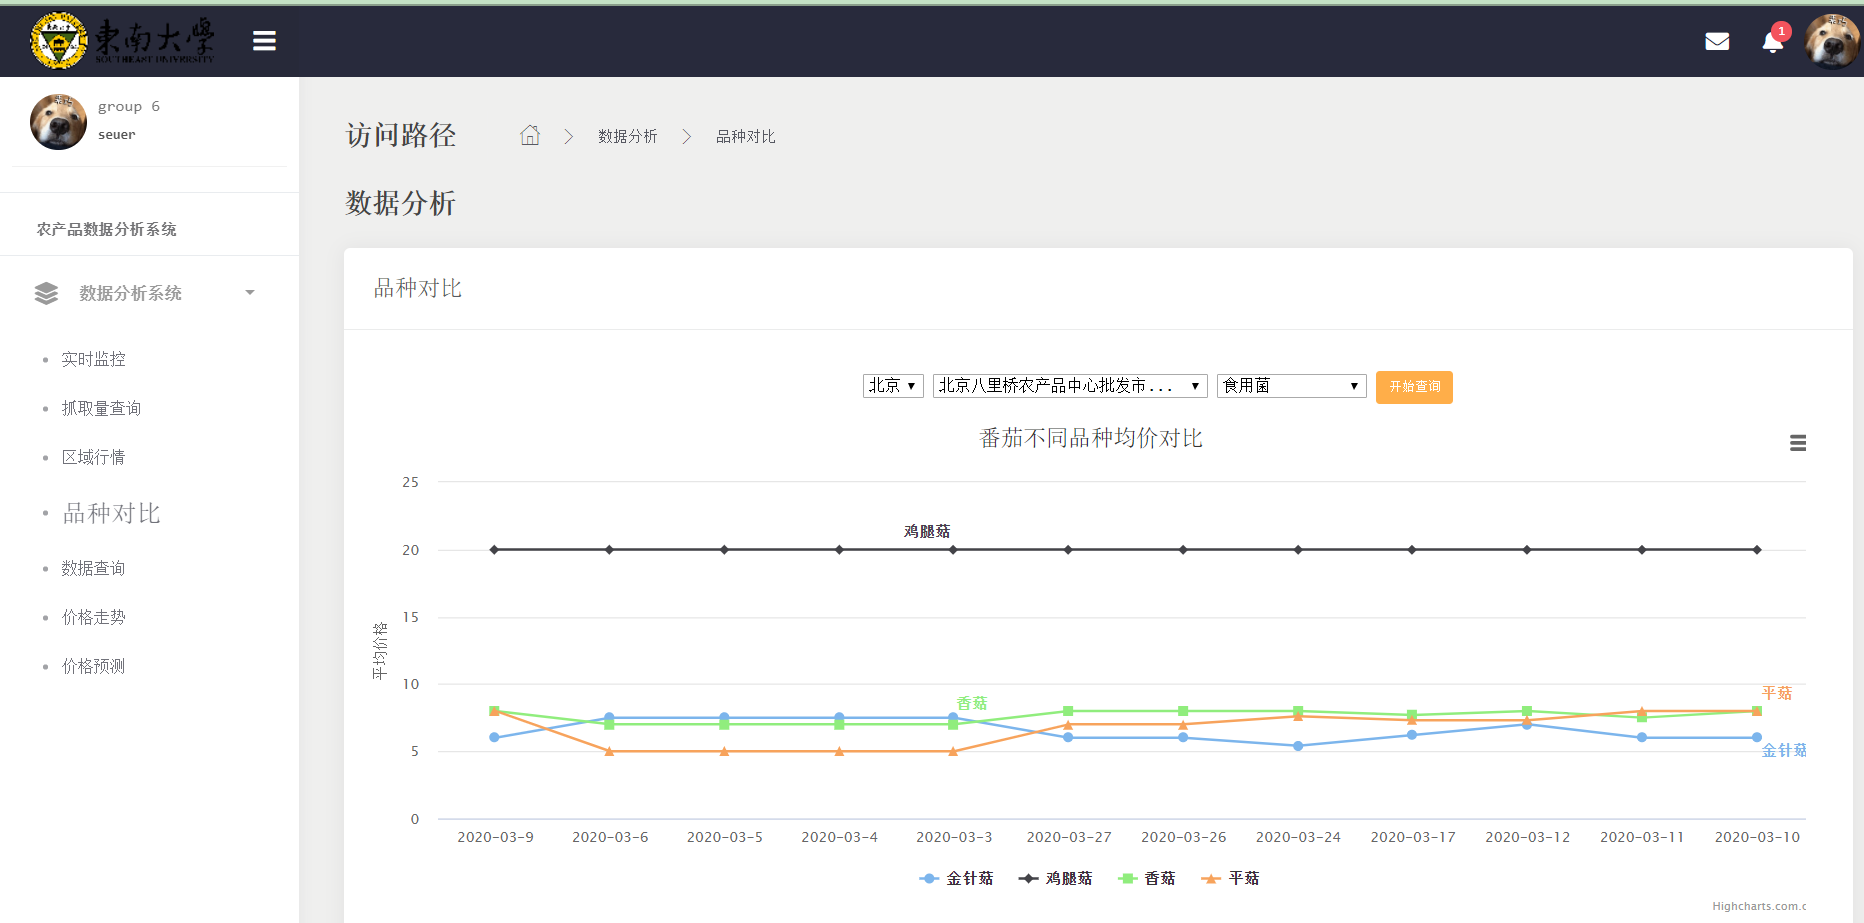 東南大學
SOUTHEAST UNIVERSITY
1
group 6
seuer
农产品数据分析系统
数据分析系统
实时监控
抓取量查询
区域行情
品种对比
数据查询
价格走势
价格预测
访问路径
数据分析
品种对比
数据分析
品种对比
北京
北京八里桥农产品中心批发市...
食用菌
开始查询
番茄不同品种均价对比
平均价格
25
20
15
10
5
0
鸡腿菇
香菇
平菇
金针菇
2020-03-9 2020-03-6 2020-03-5 2020-03-4 2020-03-3 2020-03-27 2020-03-26 2020-03-24 2020-03-17 2020-03-12 2020-03-11 2020-03-10
金针菇 鸡腿菇 香菇 平菇
Highcharts.com.c